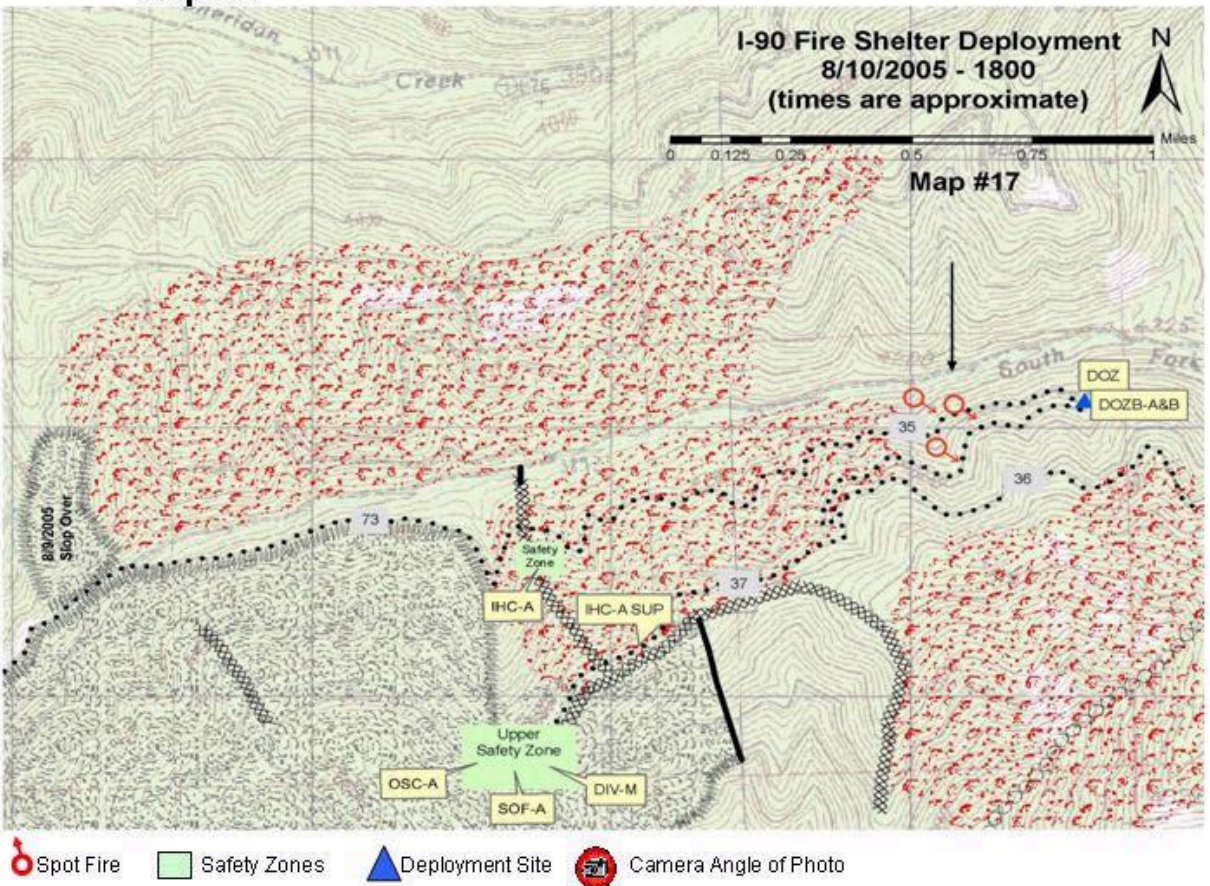 Sheridan
Creek
I-90 Fire Shelter Deployment
8/10/2005 - 1800
(times are approximate)
N
Miles
0 0.125 0.25 0.5 0.75 1
Map #17
4000
South Fork
DOZ
DOZB-A&B
35
36
73
37
8/9/2005
Slop Over
Safety
Zone
IHC-A
IHC-A SUP
Upper
Safety Zone
OSC-A
SOF-A
DIV-M
Spot Fire
Safety Zones
Deployment Site
Camera Angle of Photo